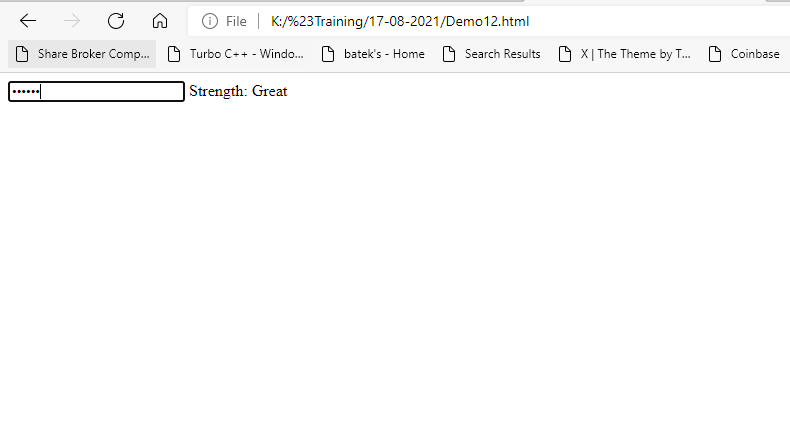 File | K:/%23Training/17-08-2021/Demo12.html
Share Broker Comp... Turbo C++ - Windo... batek's - Home Search Results X | The Theme by T... Coinbase
•••••• Strength: Great